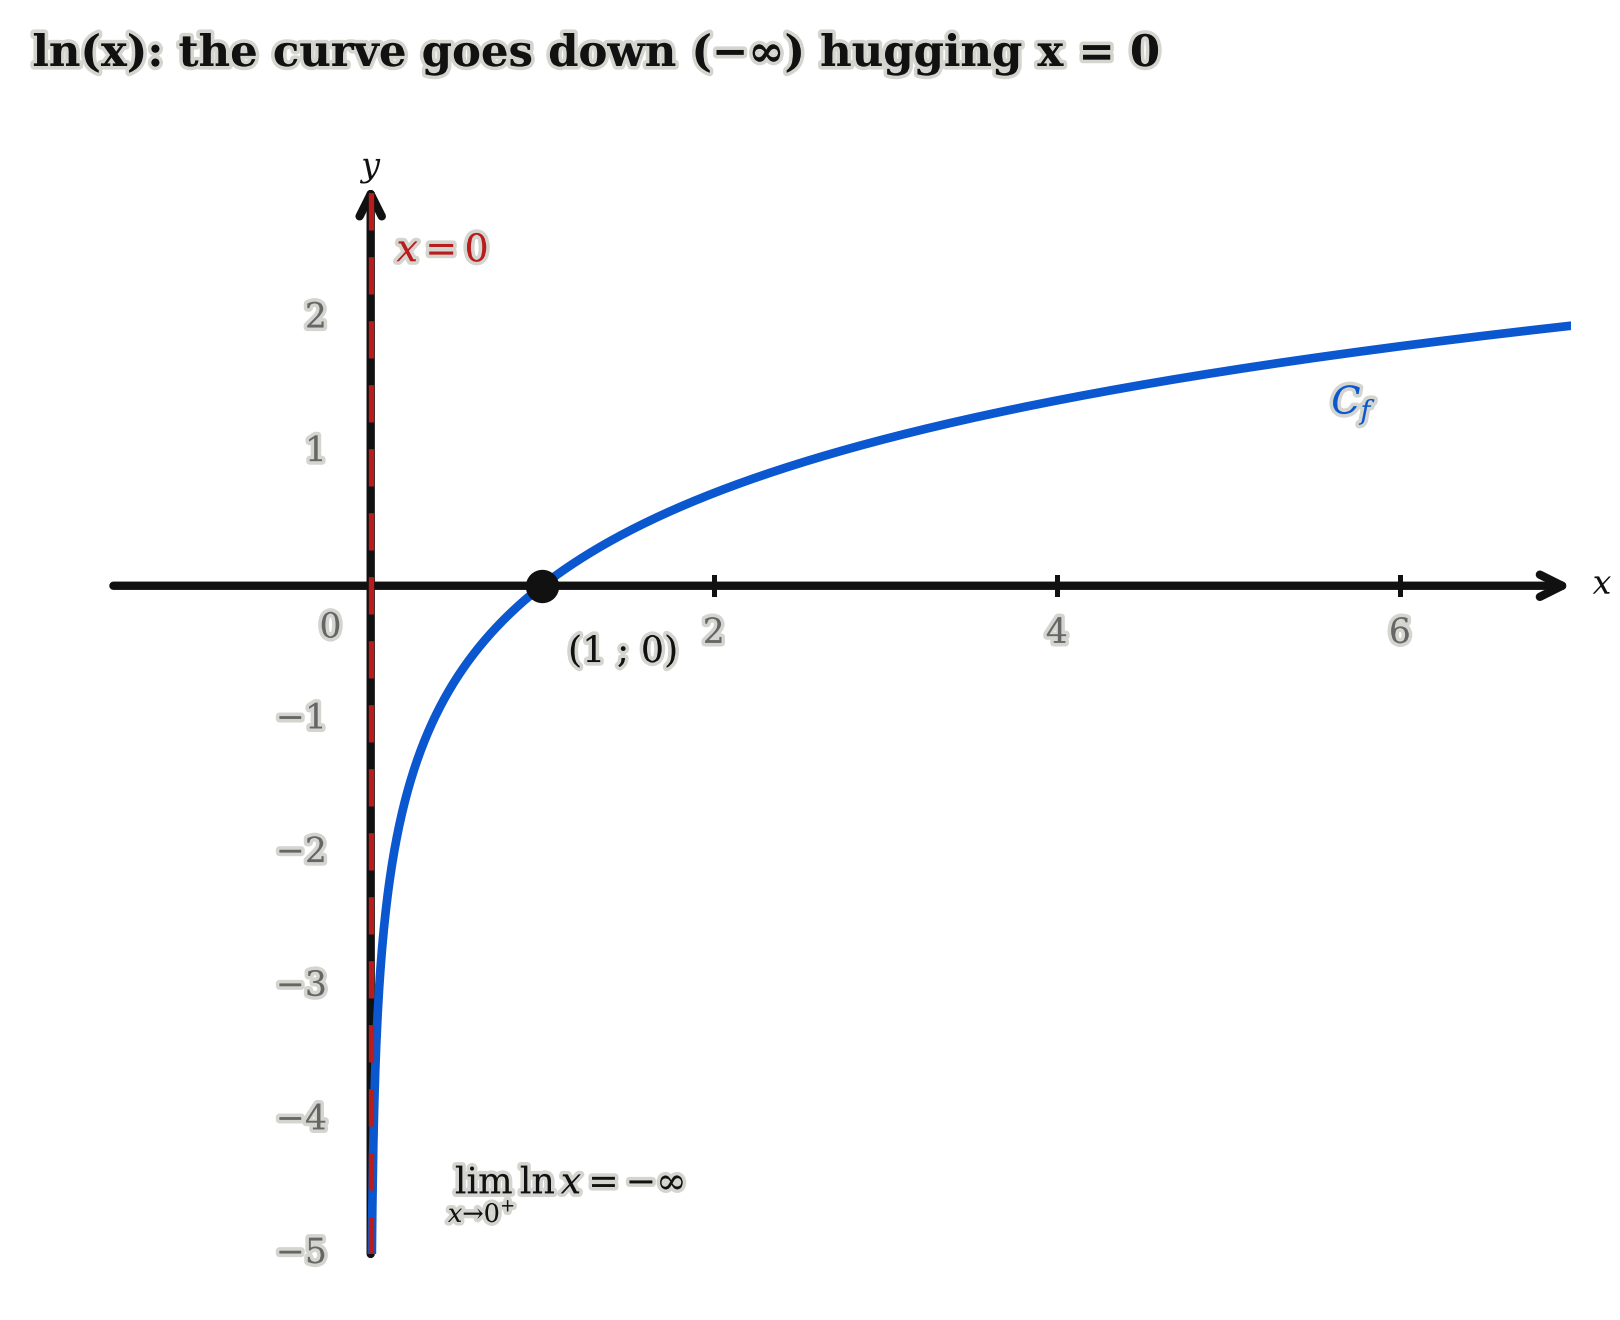 ln(x): the curve goes down (−∞) hugging x = 0
y
x = 0
2
C_f
1
x
0
2
4
6
(1 ; 0)
−1
−2
−3
−4
lim ln x = −∞
x→0⁺
−5